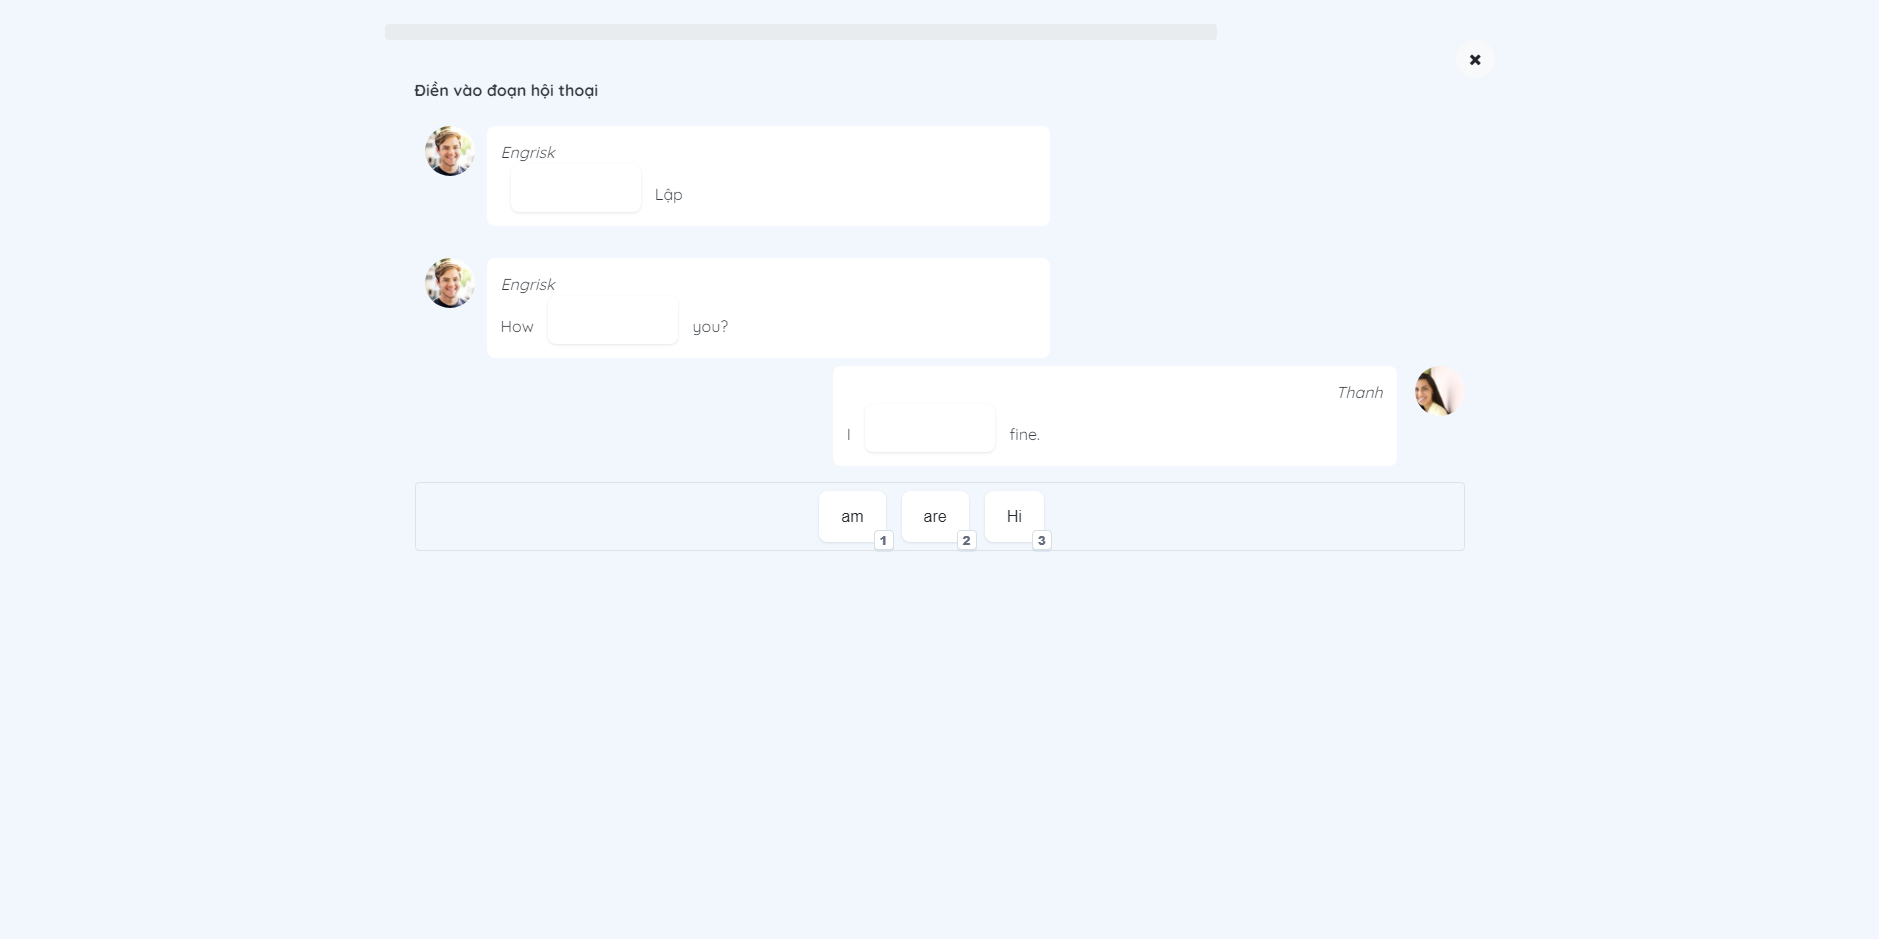 Điền vào đoạn hội thoại
Engrisk
Lập
Engrisk
How you?
Thanh
I fine.
am are Hi
1 2 3